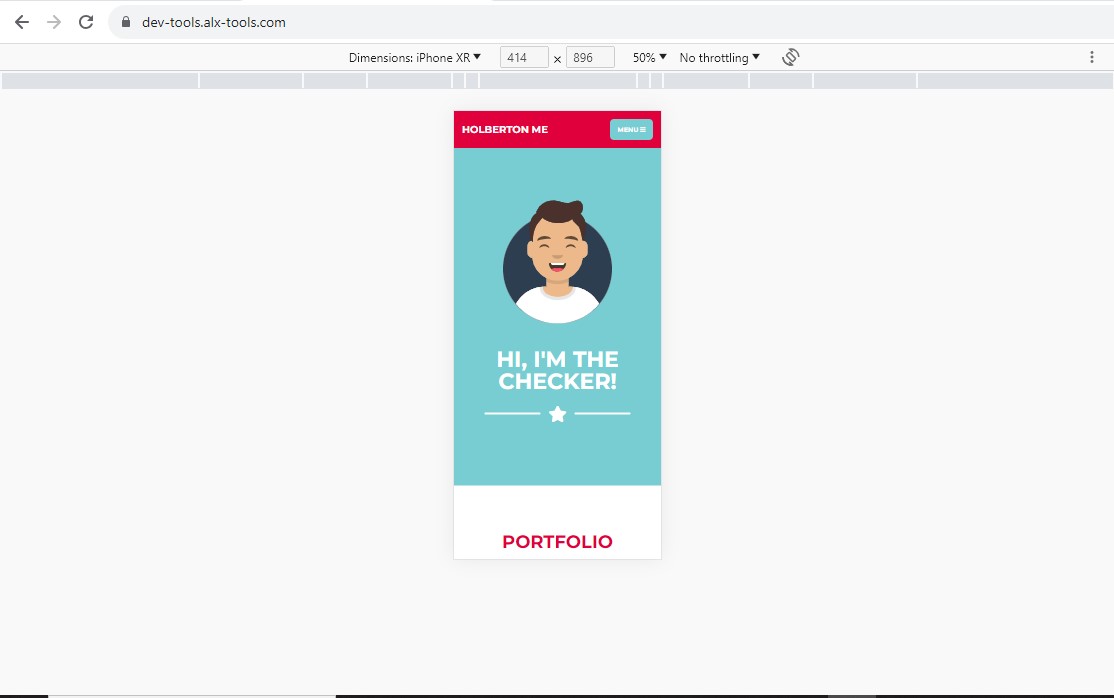 dev-tools.alx-tools.com
Dimensions: iPhone XR 414 × 896 50% No throttling
HOLBERTON ME MENU
HI, I'M THE
CHECKER!
PORTFOLIO